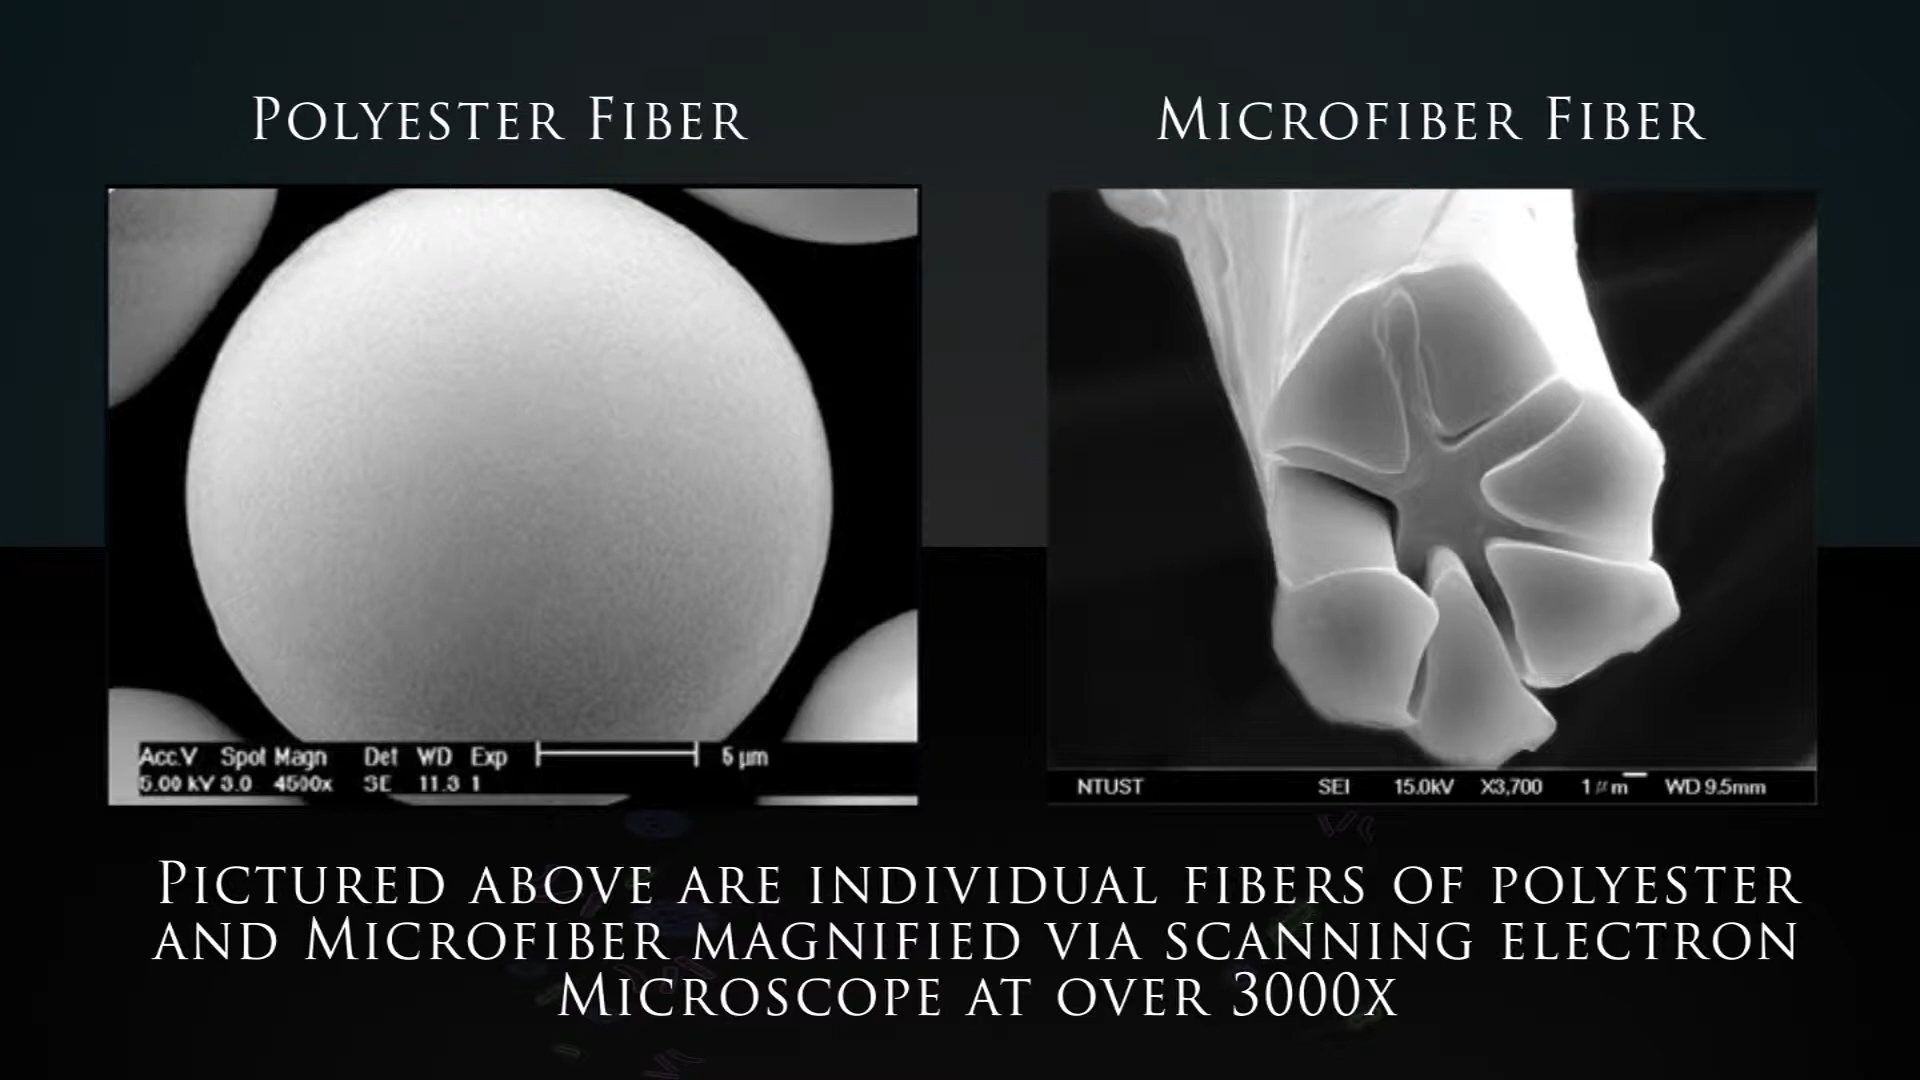 Polyester Fiber
Microfiber Fiber
Acc.V Spot Magn Det WD Exp 5 µm
5.00 kV 3.0 4500x SE 11.3 1
NTUST SEI 15.0kV X3,700 1µm WD 9.5mm
Pictured above are individual fibers of polyester
and Microfiber magnified via scanning electron
Microscope at over 3000x